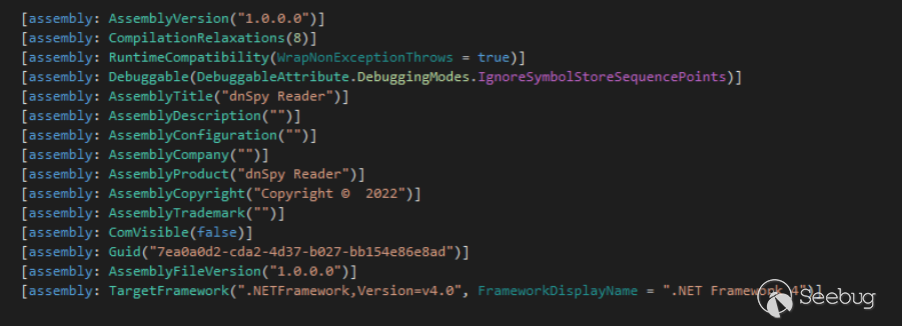 [assembly: AssemblyVersion("1.0.0.0")]
[assembly: CompilationRelaxations(8)]
[assembly: RuntimeCompatibility(WrapNonExceptionThrows = true)]
[assembly: Debuggable(DebuggableAttribute.DebuggingModes.IgnoreSymbolStoreSequencePoints)]
[assembly: AssemblyTitle("dnSpy Reader")]
[assembly: AssemblyDescription("")]
[assembly: AssemblyConfiguration("")]
[assembly: AssemblyCompany("")]
[assembly: AssemblyProduct("dnSpy Reader")]
[assembly: AssemblyCopyright("Copyright ©  2022")]
[assembly: AssemblyTrademark("")]
[assembly: ComVisible(false)]
[assembly: Guid("7ea0a0d2-cda2-4d37-b027-bb154e86e8ad")]
[assembly: AssemblyFileVersion("1.0.0.0")]
[assembly: TargetFramework(".NETFramework,Version=v4.0", FrameworkDisplayName = ".NET Framework 4")]
Seebug